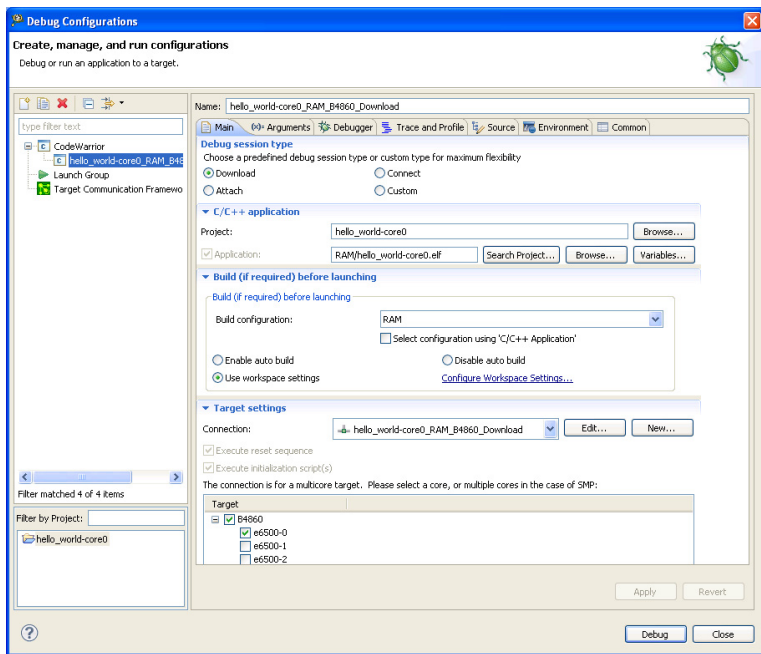 Debug Configurations
Create, manage, and run configurations
Debug or run an application to a target.
type filter text
CodeWarrior
hello_world-core0_RAM_B48
Launch Group
Target Communication Framewo
Filter matched 4 of 4 items
Filter by Project:
hello_world-core0
Name: hello_world-core0_RAM_B4860_Download
Main (x)= Arguments Debugger Trace and Profile Source Environment Common
Debug session type
Choose a predefined debug session type or custom type for maximum flexibility
Download Connect
Attach Custom
C/C++ application
Project: hello_world-core0 Browse...
Application: RAM/hello_world-core0.elf Search Project... Browse... Variables...
Build (if required) before launching
Build (if required) before launching
Build configuration: RAM
Select configuration using 'C/C++ Application'
Enable auto build Disable auto build
Use workspace settings Configure Workspace Settings...
Target settings
Connection: hello_world-core0_RAM_B4860_Download Edit... New...
Execute reset sequence
Execute initialization script(s)
The connection is for a multicore target. Please select a core, or multiple cores in the case of SMP:
Target
B4860
e6500-0
e6500-1
e6500-2
Apply Revert
Debug Close